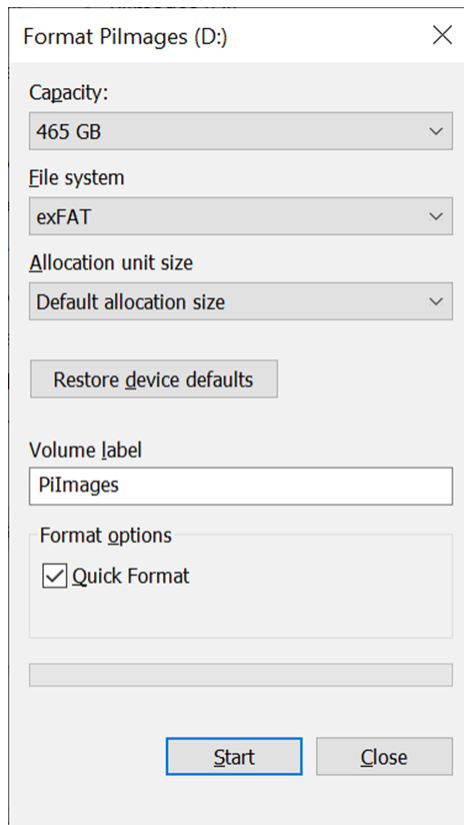 Format PiImages (D:)
Capacity:
465 GB
File system
exFAT
Allocation unit size
Default allocation size
Restore device defaults
Volume label
PiImages
Format options
Quick Format
Start
Close